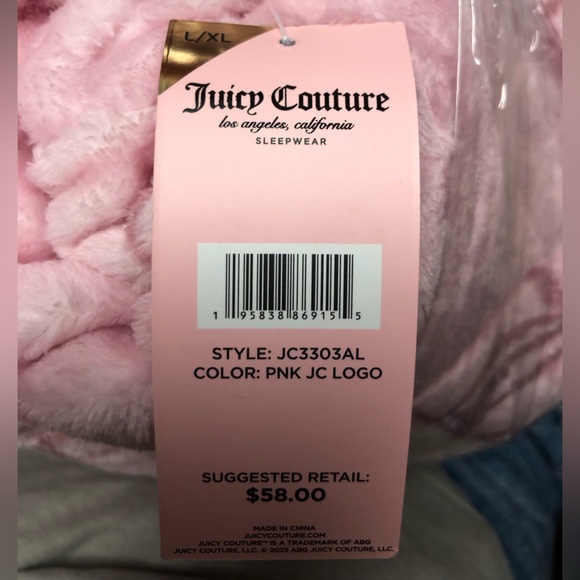 L/XL
Juicy Couture
los angeles, california
SLEEPWEAR
1 95838 86915 5
STYLE: JC3303AL
COLOR: PNK JC LOGO
SUGGESTED RETAIL:
$58.00
MADE IN CHINA
JUICYCOUTURE.COM
JUICY COUTURE™ IS A TRADEMARK OF ABG
JUICY COUTURE, LLC. © 2023 ABG JUICY COUTURE, LLC.